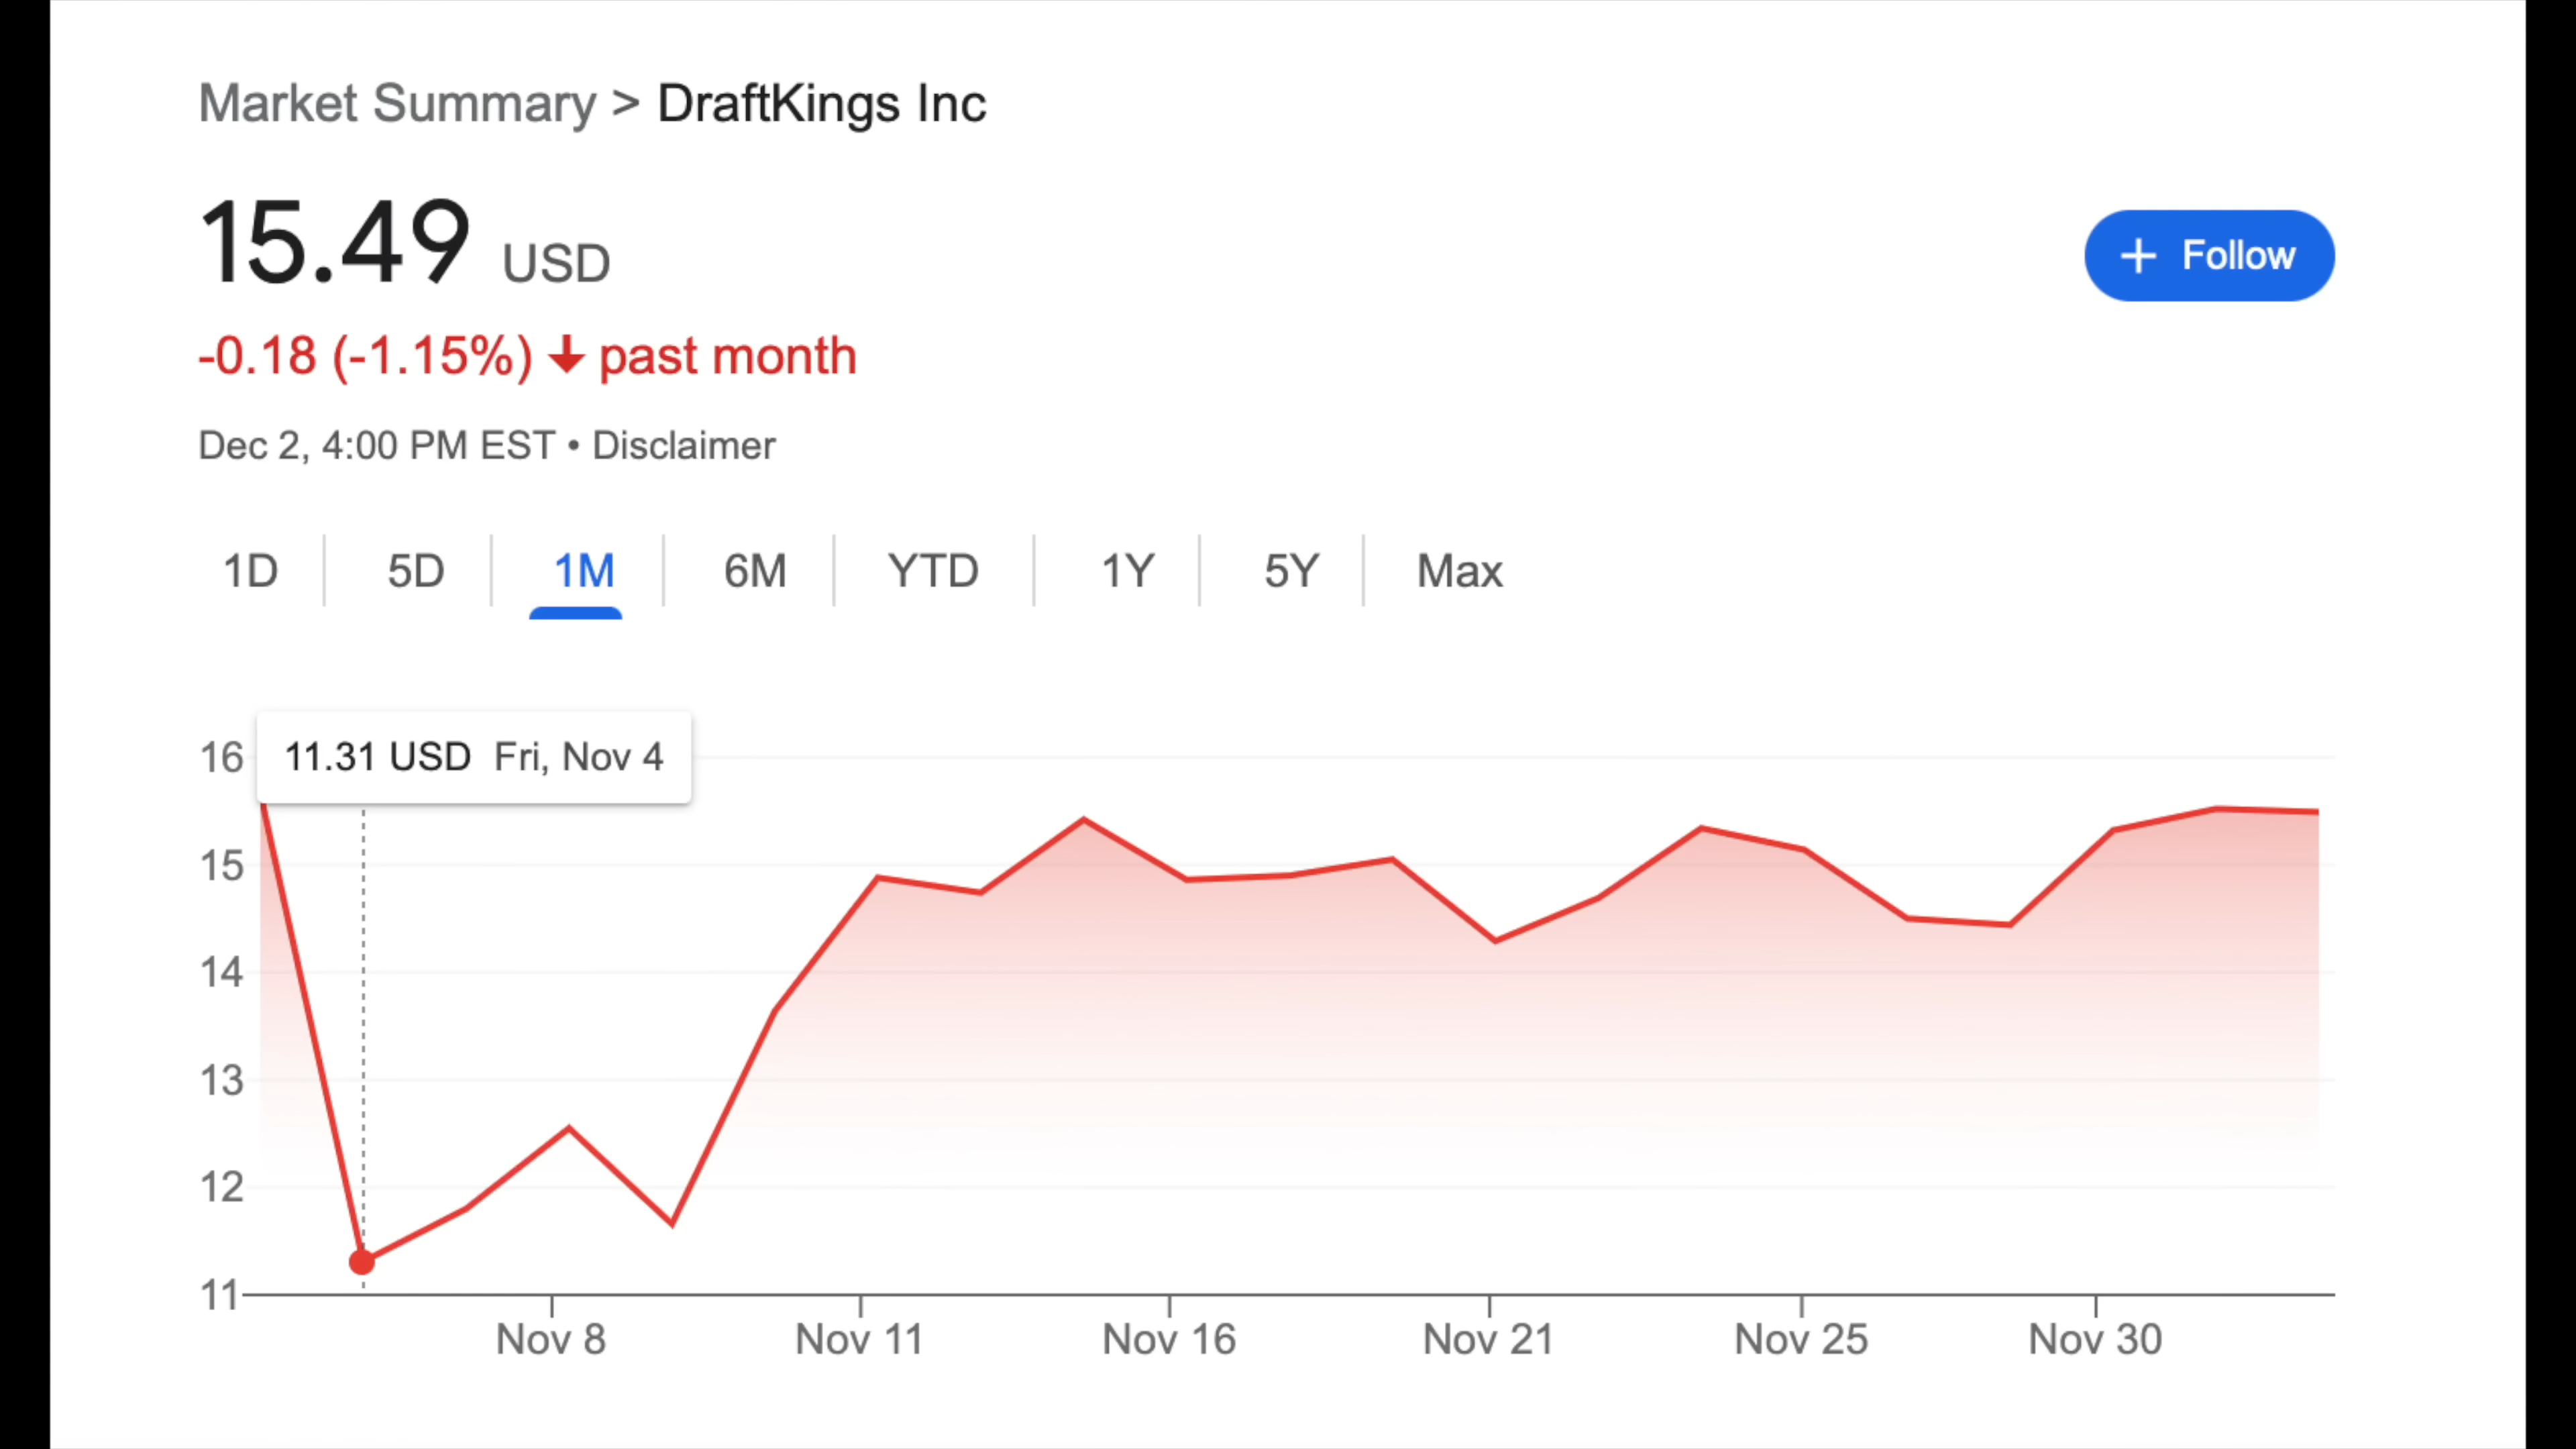 Market Summary > DraftKings Inc
15.49 USD
+ Follow
-0.18 (-1.15%) ↓ past month
Dec 2, 4:00 PM EST • Disclaimer
1D 5D 1M 6M YTD 1Y 5Y Max
16
11.31 USD Fri, Nov 4
15
14
13
12
11
Nov 8 Nov 11 Nov 16 Nov 21 Nov 25 Nov 30